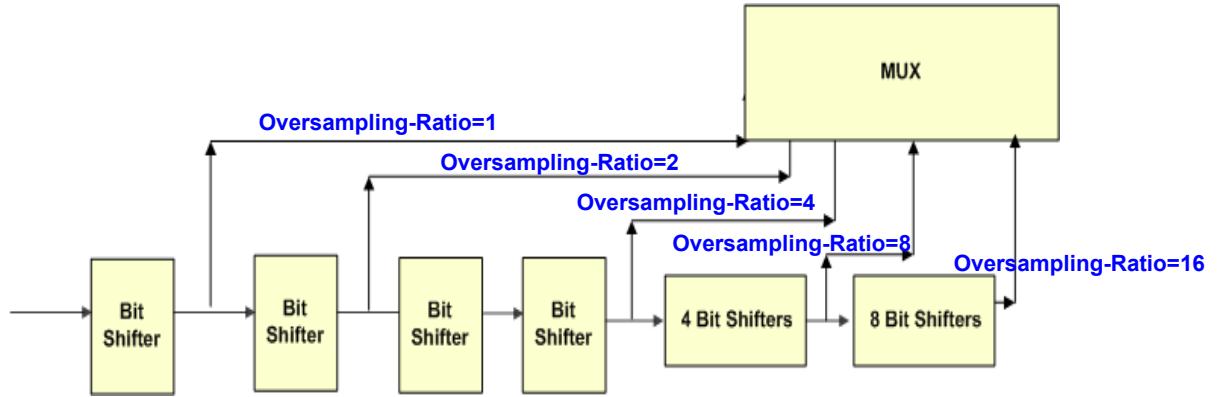 MUX
Oversampling-Ratio=1
Oversampling-Ratio=2
Oversampling-Ratio=4
Oversampling-Ratio=8
Oversampling-Ratio=16
Bit
Shifter
Bit
Shifter
Bit
Shifter
Bit
Shifter
4 Bit Shifters
8 Bit Shifters